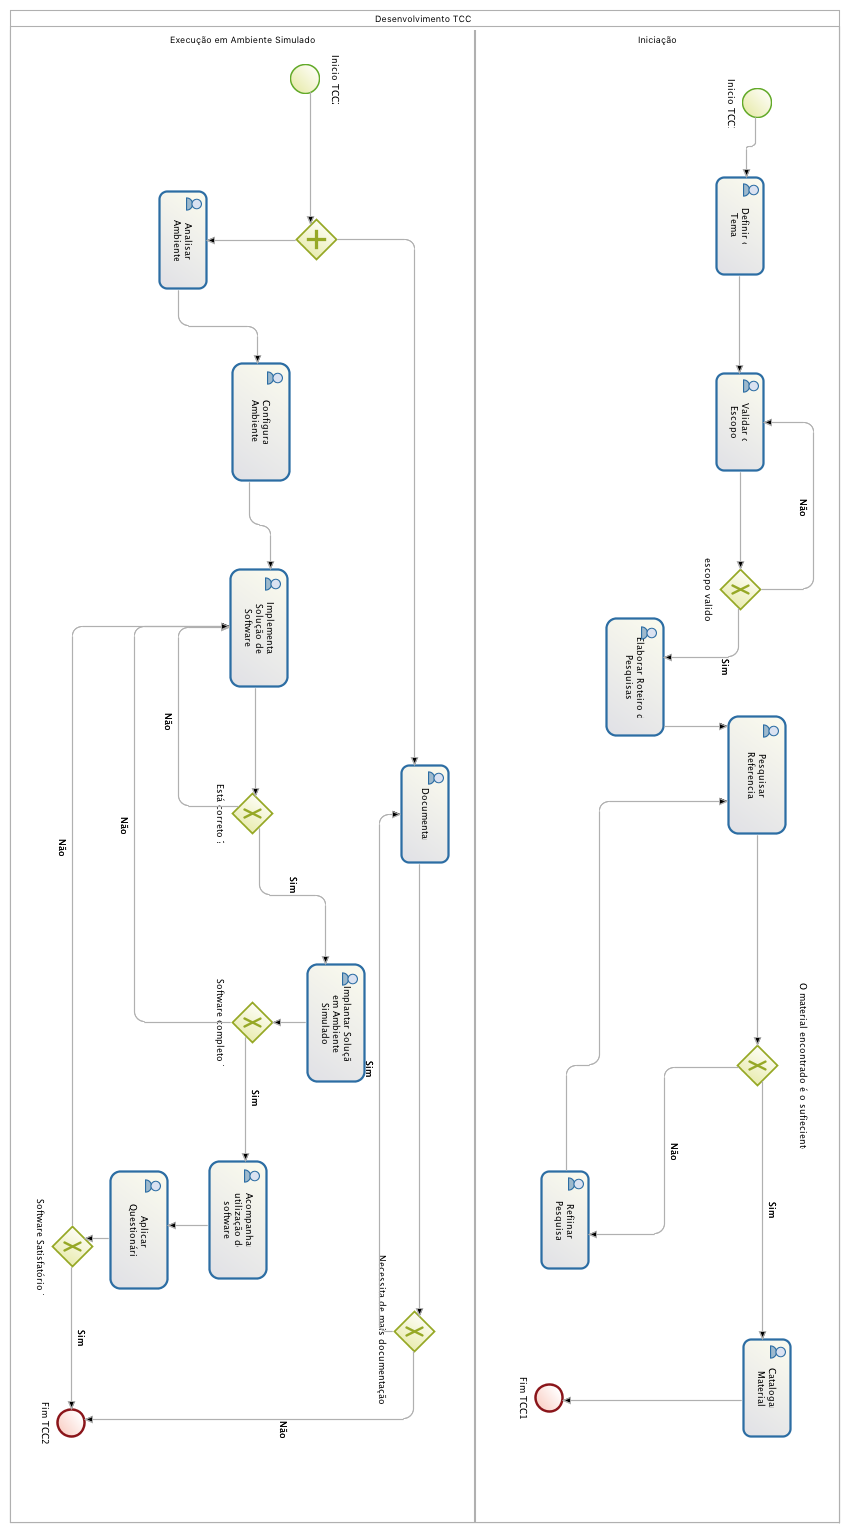 Desenvolvimento TCC
Execução em Ambiente Simulado
Iniciação
Inicio TCC:
Definir
Tema
Validar
Escopo
Não
escopo valido
Sim
Elaborar Roteiro
Pesquisas
Pesquisar
Referencia
O material encontrado é o sufiecient
Não
Sim
Refiinar
Pesquisa
Cataloga
Material
Fim TCC1
Inicio TCC:
Analisar
Ambiente
Configura
Ambiente
Implementa
Solução de
Software
Não
Está correto
Sim
Documenta
Implantar Soluçã
em Ambiente
Simulado
Software completo
Não
Sim
Acompanha
utilização d
software
Aplicar
Questionári
Software Satisfatório
Não
Sim
Necessita de mais documentação
Sim
Não
Fim TCC2